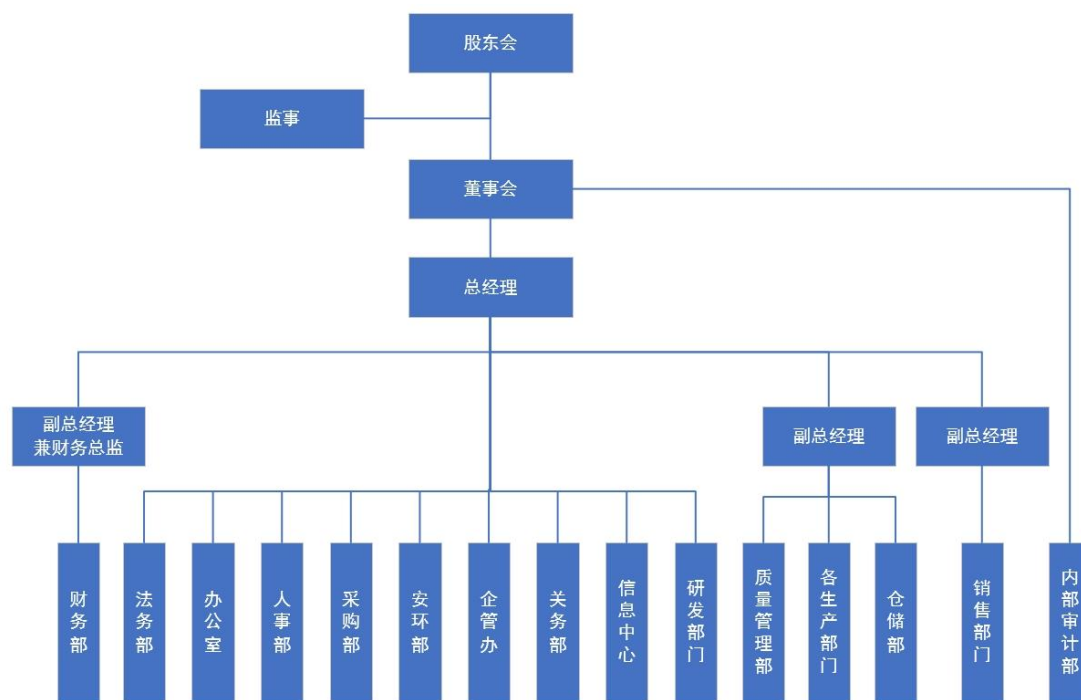 股东会
监事
董事会
总经理
副总经理
兼财务总监
副总经理
副总经理
财务部
法务部
办公室
人事部
采购部
安环部
企管办
关务部
信息中心
研发部门
质量管理部
各生产部门
仓储部
销售部门
内部审计部